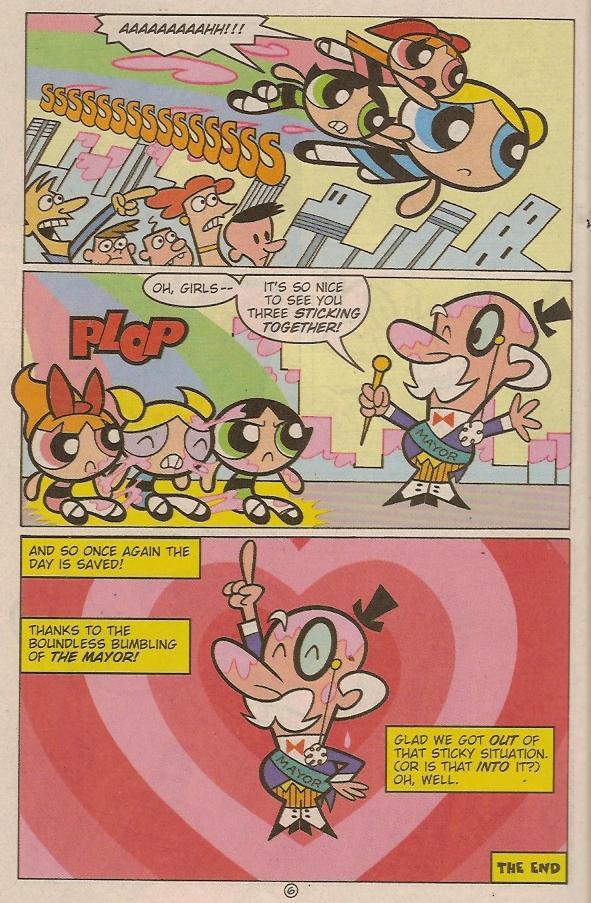 AAAAAAAAAHH!!!
SSSSSSSSSSSSSSS
OH, GIRLS--
IT'S SO NICE
TO SEE YOU
THREE STICKING
TOGETHER!
PLOP
MAYOR
AND SO ONCE AGAIN THE
DAY IS SAVED!
THANKS TO THE
BOUNDLESS BUMBLING
OF THE MAYOR!
MAYOR
GLAD WE GOT OUT OF
THAT STICKY SITUATION.
(OR IS THAT INTO IT?)
OH, WELL.
THE END
6